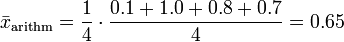 x̄_arithm = 1/4 · (0.1 + 1.0 + 0.8 + 0.7)/4 = 0.65